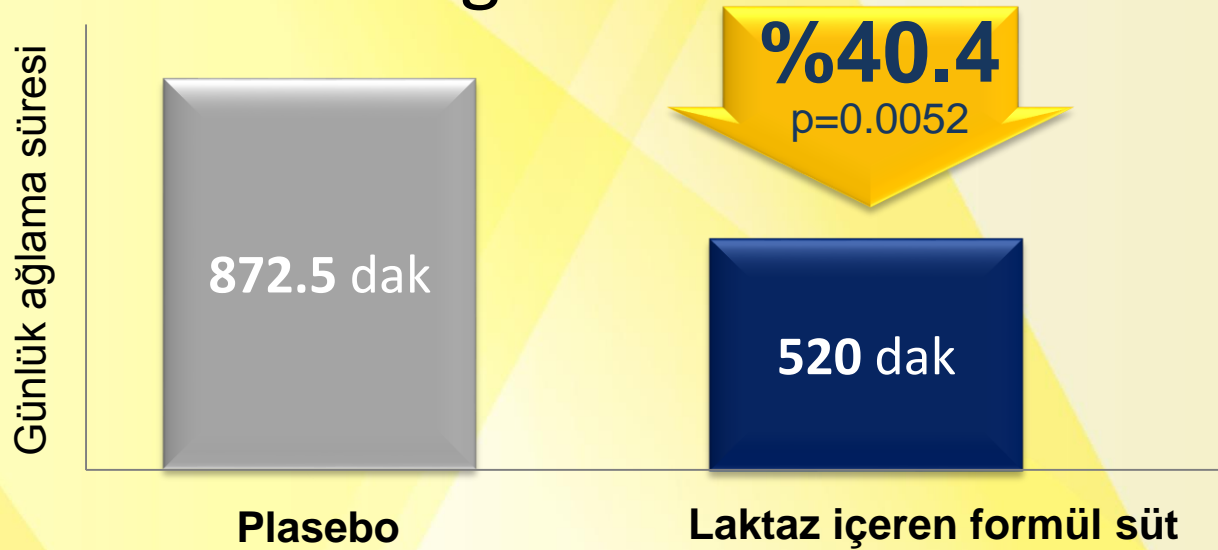 %40.4
p=0.0052
Günlük ağlama süresi
872.5 dak
520 dak
Plasebo
Laktaz içeren formül süt